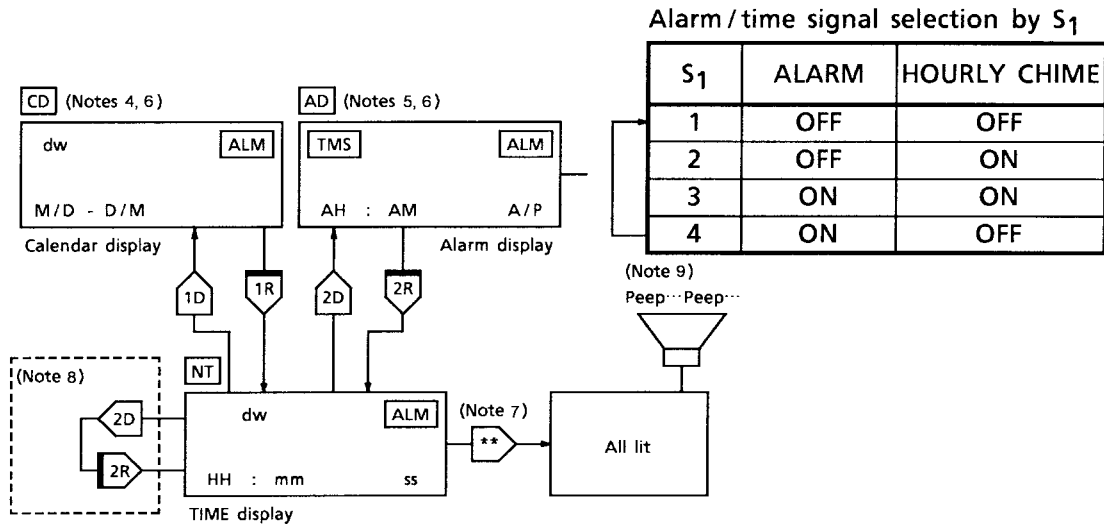 Alarm / time signal selection by S1
S1 ALARM HOURLY CHIME
1 OFF OFF
2 OFF ON
3 ON ON
4 ON OFF
CD (Notes 4, 6)
dw ALM
M/D - D/M
Calendar display
AD (Notes 5, 6)
TMS ALM
AH : AM A/P
Alarm display
1D 1R 2D 2R
(Note 9)
Peep···Peep···
(Note 8)
2D
2R
NT
dw ALM
HH : mm ss
TIME display
(Note 7)
**
All lit